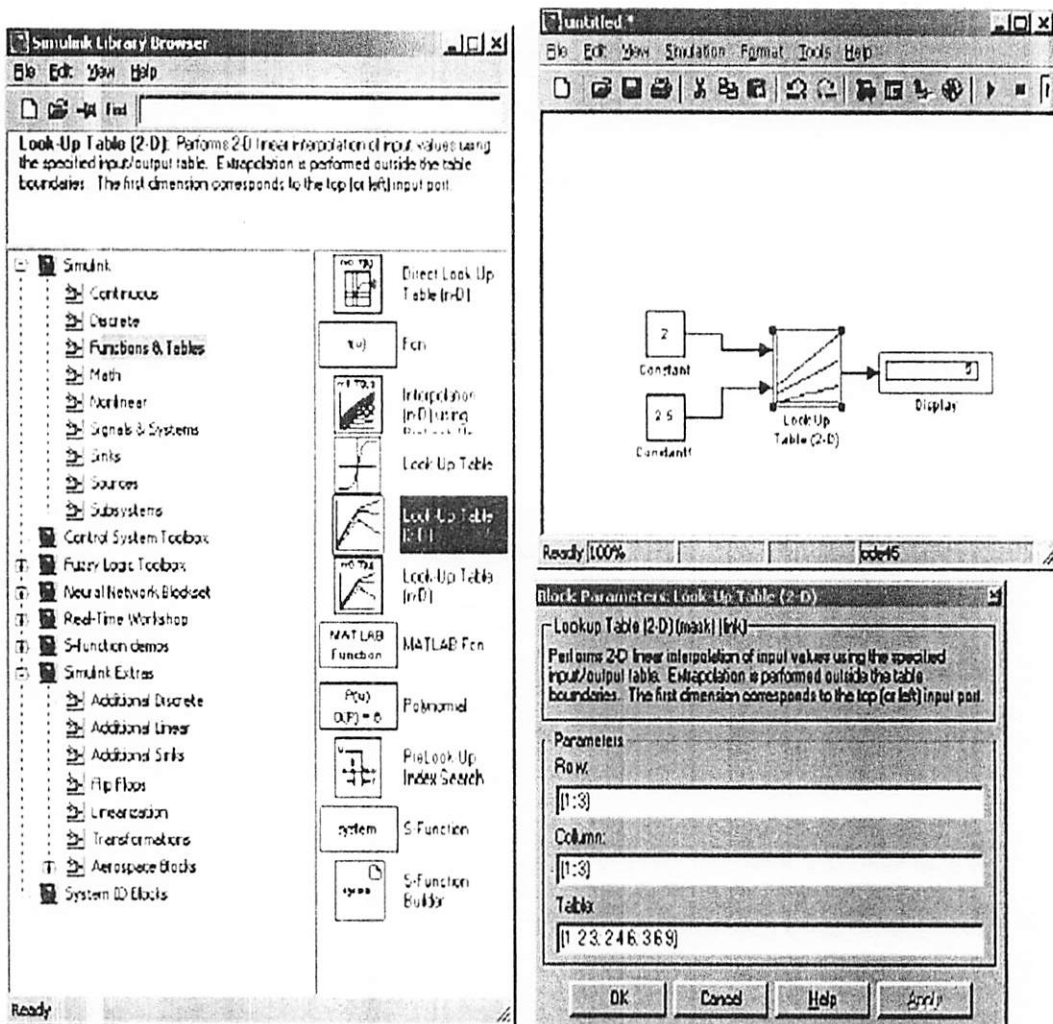 Simulink Library Browser
File Edit View Help
Find
Look-Up Table (2-D): Performs 2-D linear interpolation of input values using
the specified input/output table. Extrapolation is performed outside the table
boundaries. The first dimension corresponds to the top (or left) input port.
Simulink
Continuous
Discrete
Functions & Tables
Math
Nonlinear
Signals & Systems
Sinks
Sources
Subsystems
Control System Toolbox
Fuzzy Logic Toolbox
Neural Network Blockset
Real-Time Workshop
S-function demos
Simulink Extras
Additional Discrete
Additional Linear
Additional Sinks
Flip Flops
Linearization
Transformations
Aerospace Blocks
System ID Blocks
Direct Look-Up
Table (n-D)
f(u)
Fcn
Interpolation
(n-D) using
Look-Up Table
Look-Up Table
(2-D)
Look-Up Table
(n-D)
MATLAB
Function
MATLAB Fcn
P(u)
O(P) = 6
Polynomial
PreLook-Up
Index Search
system
S-Function
S-Function
Builder
Ready
untitled *
File Edit View Simulation Format Tools Help
2
Constant
2.5
Constant1
Look-Up
Table (2-D)
5
Display
Ready 100% ode45
Block Parameters: Look-Up Table (2-D)
Lookup Table (2-D) (mask) (link)
Performs 2-D linear interpolation of input values using the specified
input/output table. Extrapolation is performed outside the table
boundaries. The first dimension corresponds to the top (or left) input port.
Parameters
Row:
[1:3]
Column:
[1:3]
Table:
[1 2 3; 2 4 6; 3 6 9]
OK Cancel Help Apply